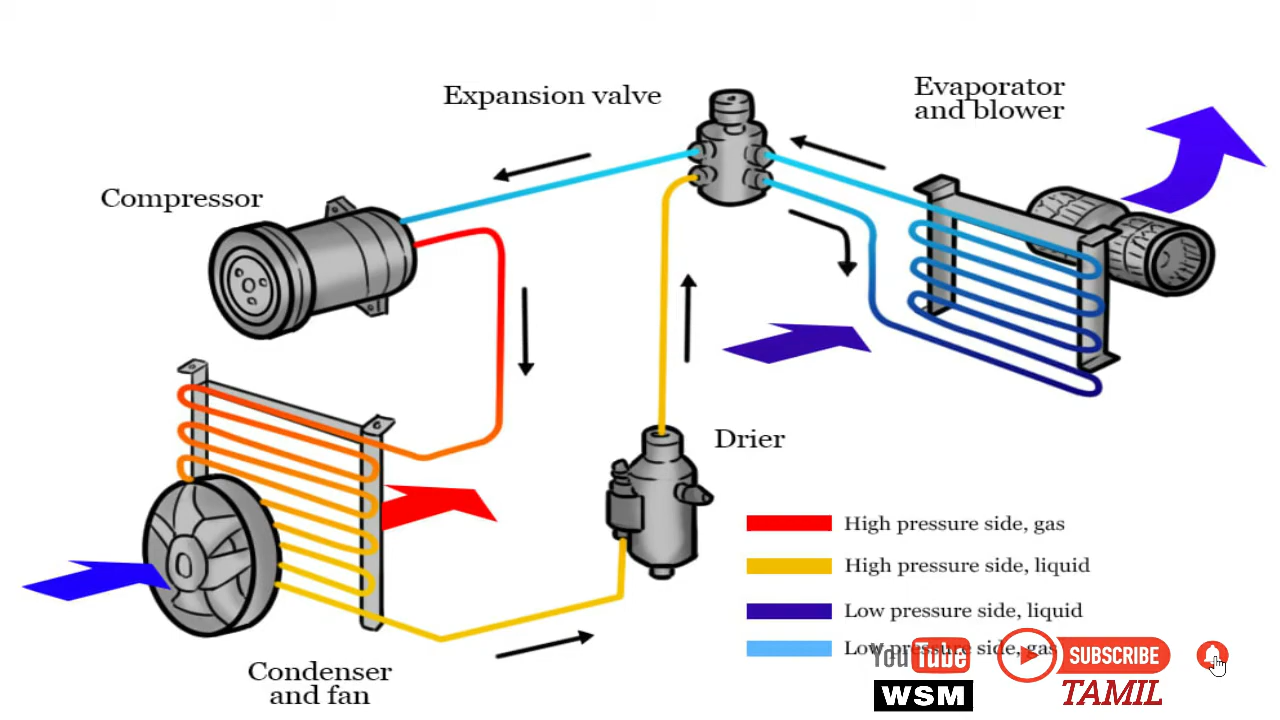 Expansion valve
Evaporator
and blower
Compressor
Drier
High pressure side, gas
High pressure side, liquid
Low pressure side, liquid
Low pressure side, gas
YouTube
SUBSCRIBE
WSM
TAMIL
Condenser
and fan